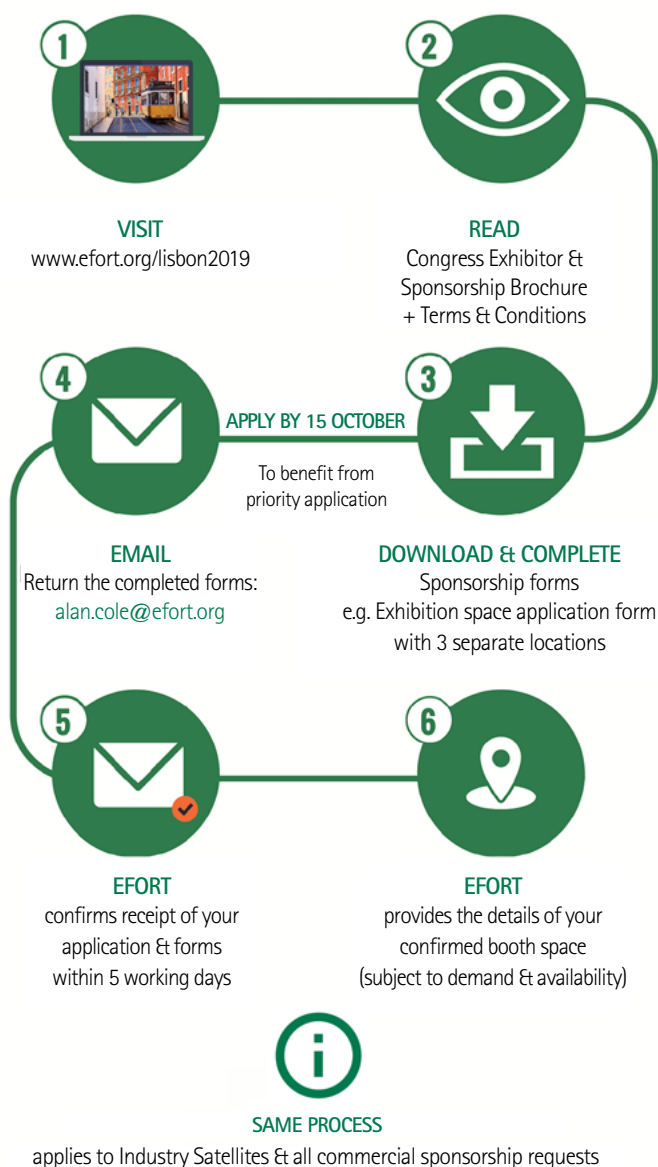 1
VISIT
www.efort.org/lisbon2019
2
READ
Congress Exhibitor &
Sponsorship Brochure
+ Terms & Conditions
3
DOWNLOAD & COMPLETE
Sponsorship forms
e.g. Exhibition space application form
with 3 separate locations
APPLY BY 15 OCTOBER
To benefit from
priority application
4
EMAIL
Return the completed forms:
alan.cole@efort.org
5
EFORT
confirms receipt of your
application & forms
within 5 working days
6
EFORT
provides the details of your
confirmed booth space
(subject to demand & availability)
i
SAME PROCESS
applies to Industry Satellites & all commercial sponsorship requests